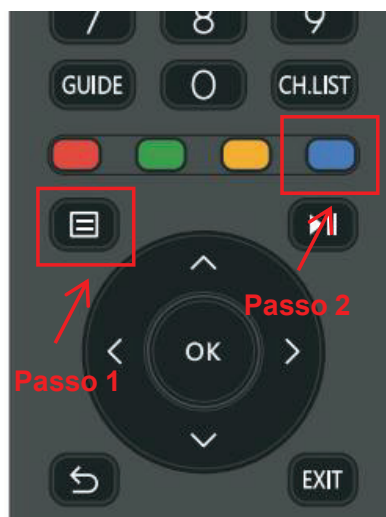 7 8 9
GUIDE 0 CH.LIST
OK
Passo 2
Passo 1
EXIT